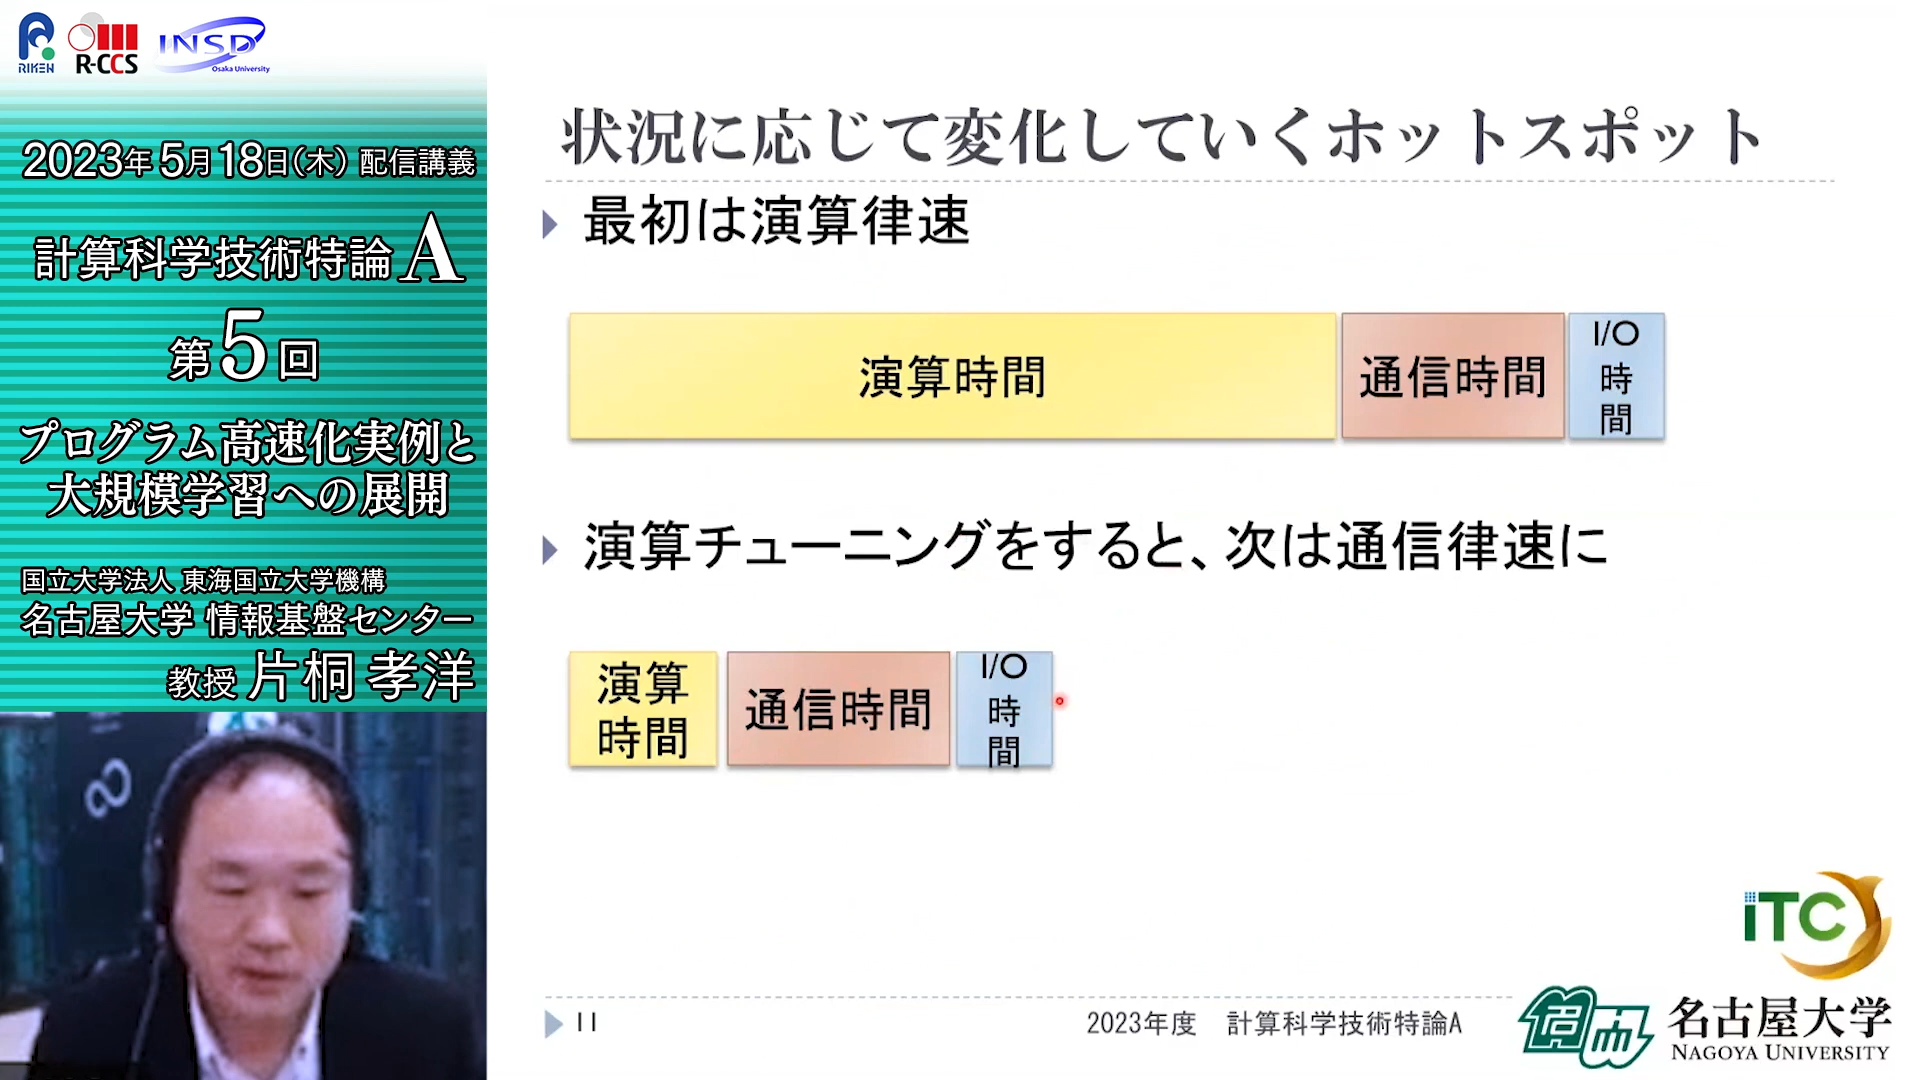 RIKEN
R-CCS
INSD
Osaka University
2023年5月18日(木) 配信講義
計算科学技術特論A
第5回
プログラム高速化実例と
大規模学習への展開
国立大学法人 東海国立大学機構
名古屋大学 情報基盤センター
教授 片桐 孝洋
状況に応じて変化していくホットスポット
最初は演算律速
演算時間
通信時間
I/O
時
間
演算チューニングをすると、次は通信律速に
演算
時間
通信時間
I/O
時
間
iTC
11
2023年度 計算科学技術特論A
名古屋大学
NAGOYA UNIVERSITY